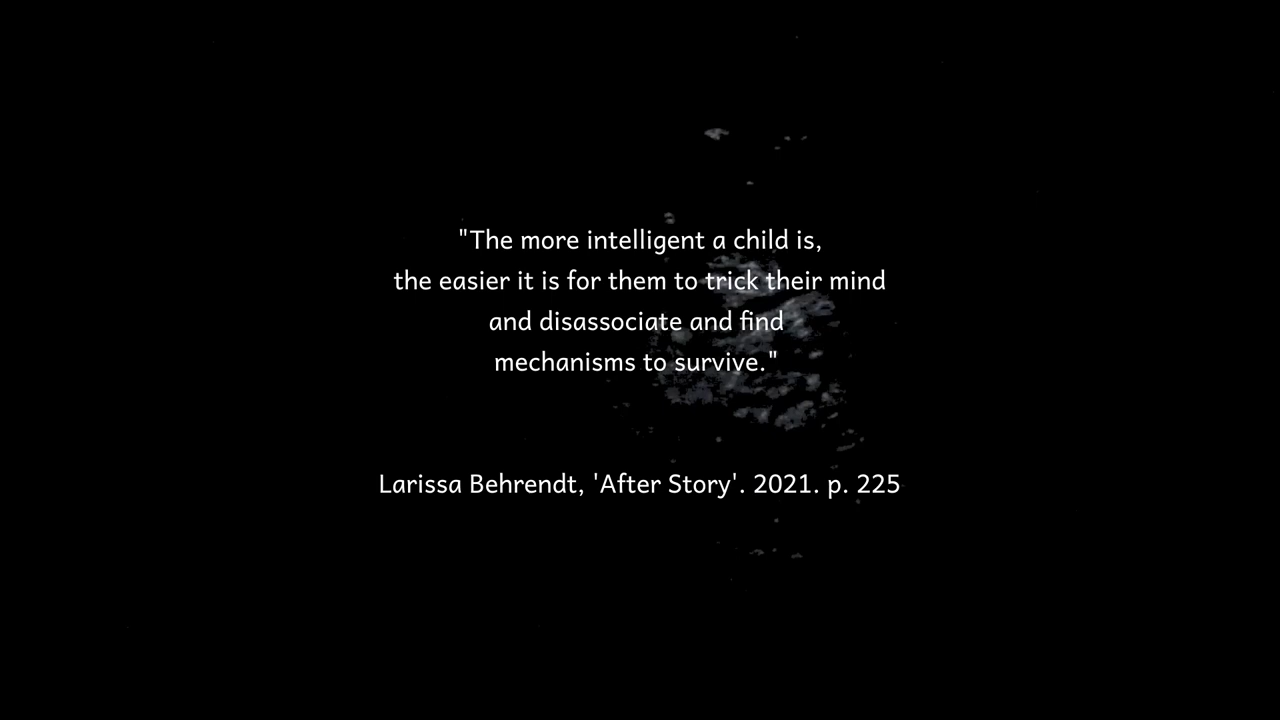 "The more intelligent a child is,
the easier it is for them to trick their mind
and disassociate and find
mechanisms to survive."
Larissa Behrendt, 'After Story'. 2021. p. 225